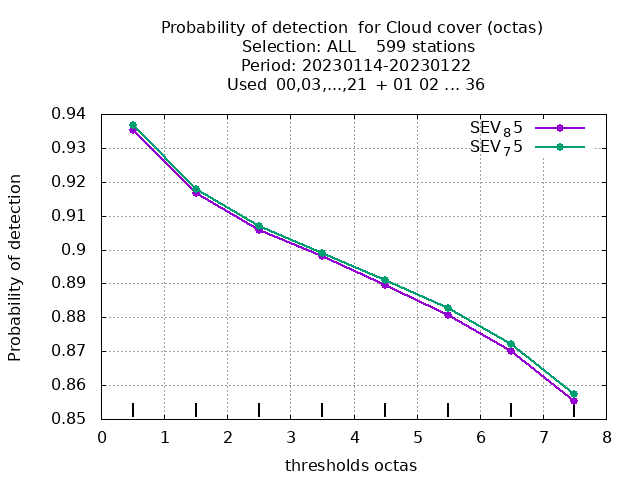 Probability of detection  for Cloud cover (octas)
Selection: ALL    599 stations
Period: 20230114-20230122
Used  00,03,...,21  + 01 02 ... 36
SEV₈5
SEV₇5
Probability of detection
0.94
0.93
0.92
0.91
0.9
0.89
0.88
0.87
0.86
0.85
0 1 2 3 4 5 6 7 8
thresholds octas